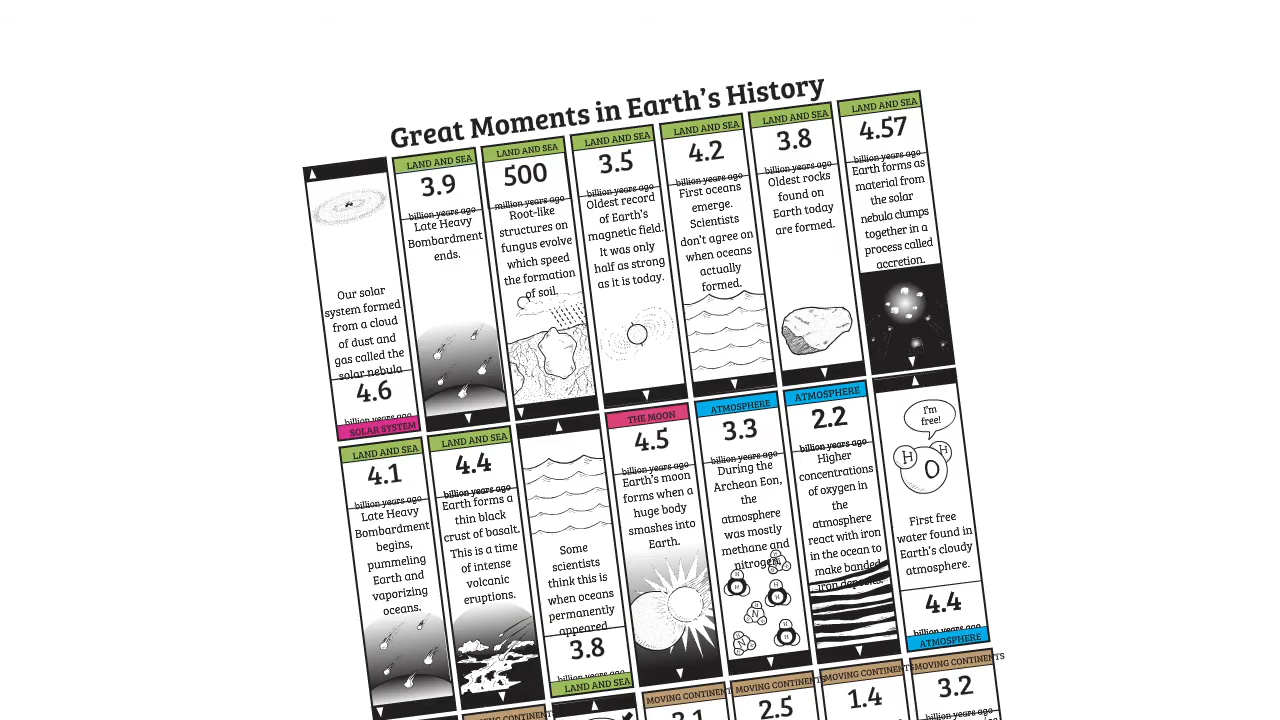 Great Moments in Earth's History
Our solar
system formed
from a cloud
of dust and
gas called the
solar nebula
4.6
billion years ago
SOLAR SYSTEM
LAND AND SEA
3.9
billion years ago
Late Heavy
Bombardment
ends.
LAND AND SEA
500
million years ago
Root-like
structures on
fungus evolve
which speed
the formation
of soil.
LAND AND SEA
3.5
billion years ago
Oldest record
of Earth's
magnetic field.
It was only
half as strong
as it is today.
LAND AND SEA
4.2
billion years ago
First oceans
emerge.
Scientists
don't agree on
when oceans
actually
formed.
LAND AND SEA
3.8
billion years ago
Oldest rocks
found on
Earth today
are formed.
LAND AND SEA
4.57
billion years ago
Earth forms as
material from
the solar
nebula clumps
together in a
process called
accretion.
LAND AND SEA
4.1
billion years ago
Late Heavy
Bombardment
begins,
pummeling
Earth and
vaporizing
oceans.
LAND AND SEA
4.4
billion years ago
Earth forms a
thin black
crust of basalt.
This is a time
of intense
volcanic
eruptions.
Some
scientists
think this is
when oceans
permanently
appeared
3.8
billion years ago
LAND AND SEA
THE MOON
4.5
billion years ago
Earth's moon
forms when a
huge body
smashes into
Earth.
ATMOSPHERE
3.3
billion years ago
During the
Archean Eon,
the
atmosphere
was mostly
methane and
nitrogen.
ATMOSPHERE
2.2
billion years ago
Higher
concentrations
of oxygen in
the
atmosphere
react with iron
in the ocean to
make banded
iron deposits.
I'm
free!
H
H
O
First free
water found in
Earth's cloudy
atmosphere.
4.4
billion years ago
ATMOSPHERE
MOVING CONTINENTS
MOVING CONTINENTS
2.5
MOVING CONTINENTS
1.4
MOVING CONTINENTS
3.2
billion years ago